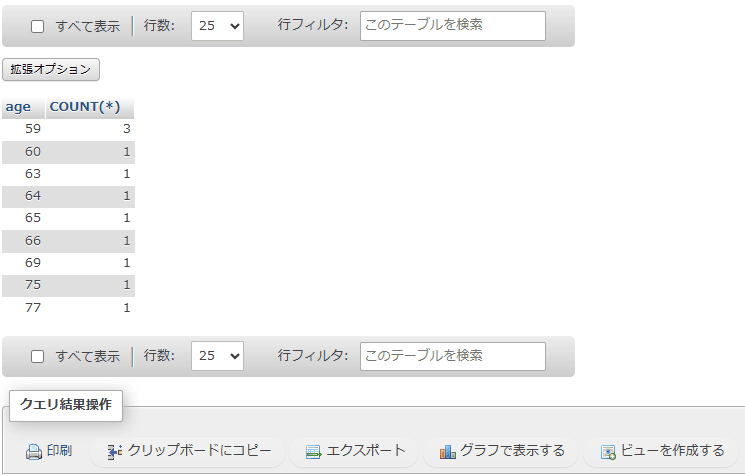 すべて表示 行数: 25 行フィルタ: このテーブルを検索
拡張オプション
age COUNT(*)
59 3
60 1
63 1
64 1
65 1
66 1
69 1
75 1
77 1
すべて表示 行数: 25 行フィルタ: このテーブルを検索
クエリ結果操作
印刷 クリップボードにコピー エクスポート グラフで表示する ビューを作成する